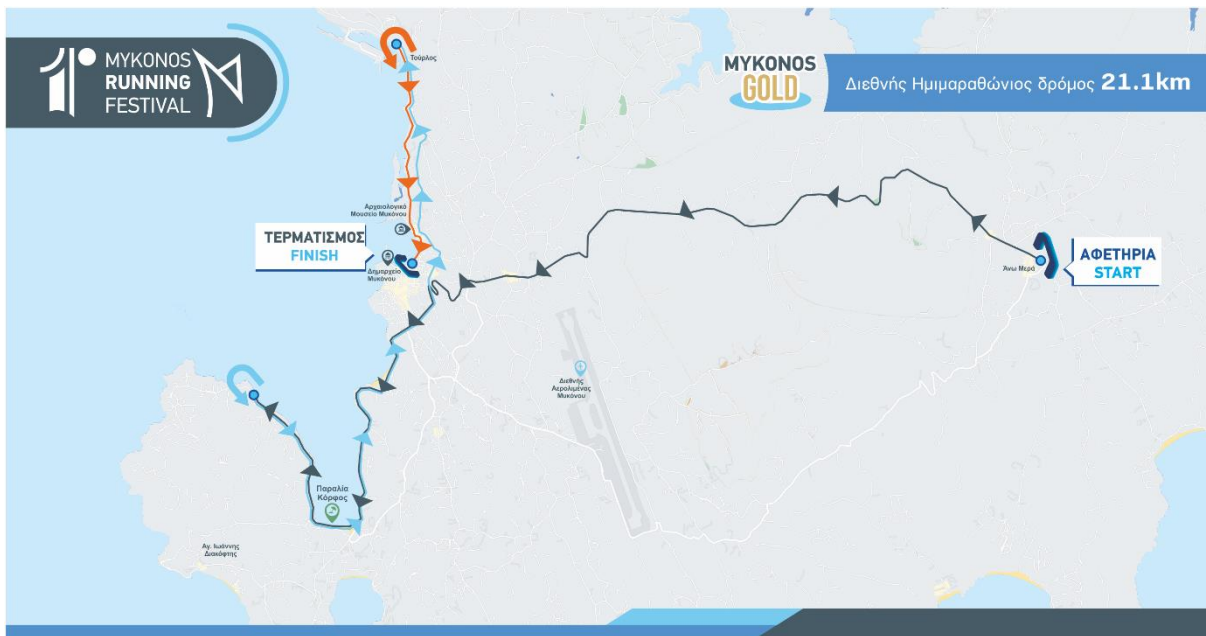 1º MYKONOS
RUNNING
FESTIVAL
MYKONOS
GOLD
Διεθνής Ημιμαραθώνιος δρόμος 21.1km
Τούρλος
Αρχαιολογικό
Μουσείο Μυκόνου
ΤΕΡΜΑΤΙΣΜΟΣ
FINISH
Δημαρχείο
Μυκόνου
Άνω Μερά
ΑΦΕΤΗΡΙΑ
START
Διεθνής
Αερολιμένας
Μυκόνου
Παραλία
Κόρφος
Αγ. Ιωάννης
Διακόφτης